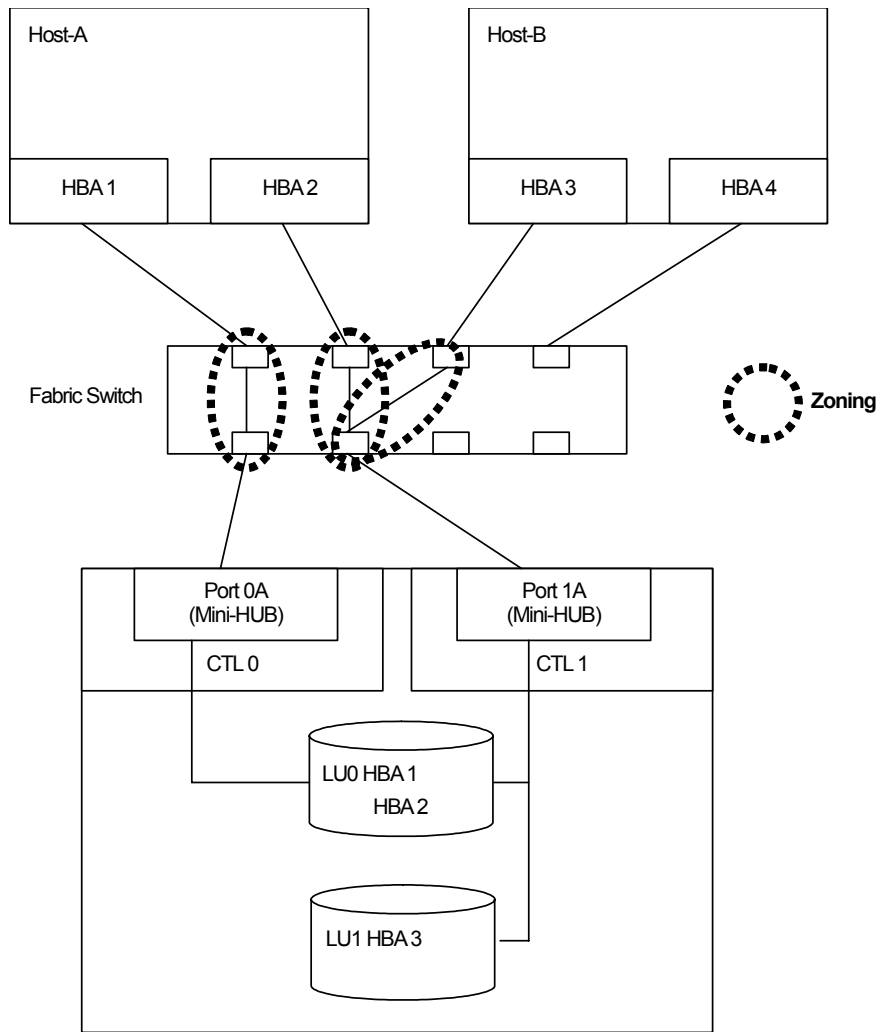 Host-A
Host-B
HBA 1
HBA 2
HBA 3
HBA 4
Fabric Switch
Zoning
Port 0A
(Mini-HUB)
Port 1A
(Mini-HUB)
CTL 0
CTL 1
LU0 HBA 1
HBA 2
LU1 HBA 3